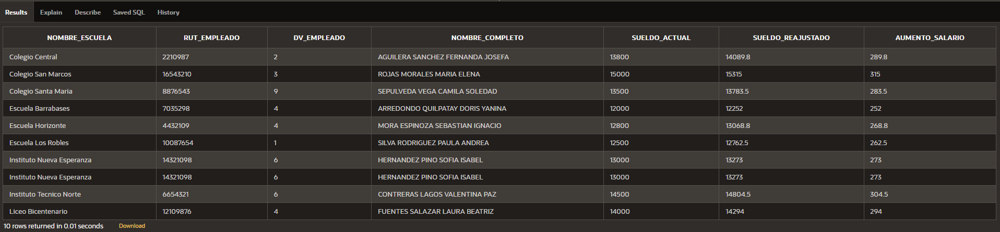 Results Explain Describe Saved SQL History
NOMBRE_ESCUELA RUT_EMPLEADO DV_EMPLEADO NOMBRE_COMPLETO SUELDO_ACTUAL SUELDO_REAJUSTADO AUMENTO_SALARIO
Colegio Central 2210987 2 AGUILERA SANCHEZ FERNANDA JOSEFA 13800 14089.8 289.8
Colegio San Marcos 16543210 3 ROJAS MORALES MARIA ELENA 15000 15315 315
Colegio Santa Maria 8876543 9 SEPULVEDA VEGA CAMILA SOLEDAD 13500 13783.5 283.5
Escuela Barrabases 7035298 4 ARREDONDO QUILPATAY DORIS YANINA 12000 12252 252
Escuela Horizonte 4432109 4 MORA ESPINOZA SEBASTIAN IGNACIO 12800 13068.8 268.8
Escuela Los Robles 10087654 1 SILVA RODRIGUEZ PAULA ANDREA 12500 12762.5 262.5
Instituto Nueva Esperanza 14321098 6 HERNANDEZ PINO SOFIA ISABEL 13000 13273 273
Instituto Nueva Esperanza 14321098 6 HERNANDEZ PINO SOFIA ISABEL 13000 13273 273
Instituto Tecnico Norte 6654321 6 CONTRERAS LAGOS VALENTINA PAZ 14500 14804.5 304.5
Liceo Bicentenario 12109876 4 FUENTES SALAZAR LAURA BEATRIZ 14000 14294 294
10 rows returned in 0.01 seconds Download